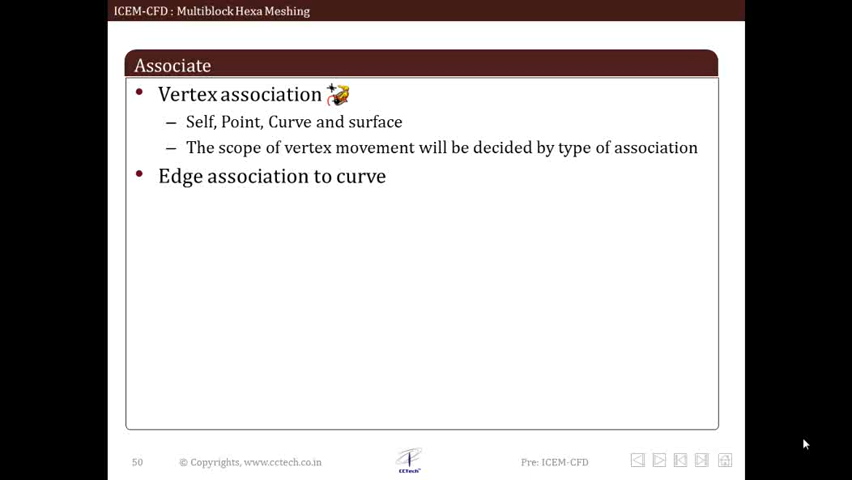 ICEM-CFD : Multiblock Hexa Meshing
Associate
• Vertex association
– Self, Point, Curve and surface
– The scope of vertex movement will be decided by type of association
• Edge association to curve
50 © Copyrights, www.cctech.co.in CCTech Pre: ICEM-CFD